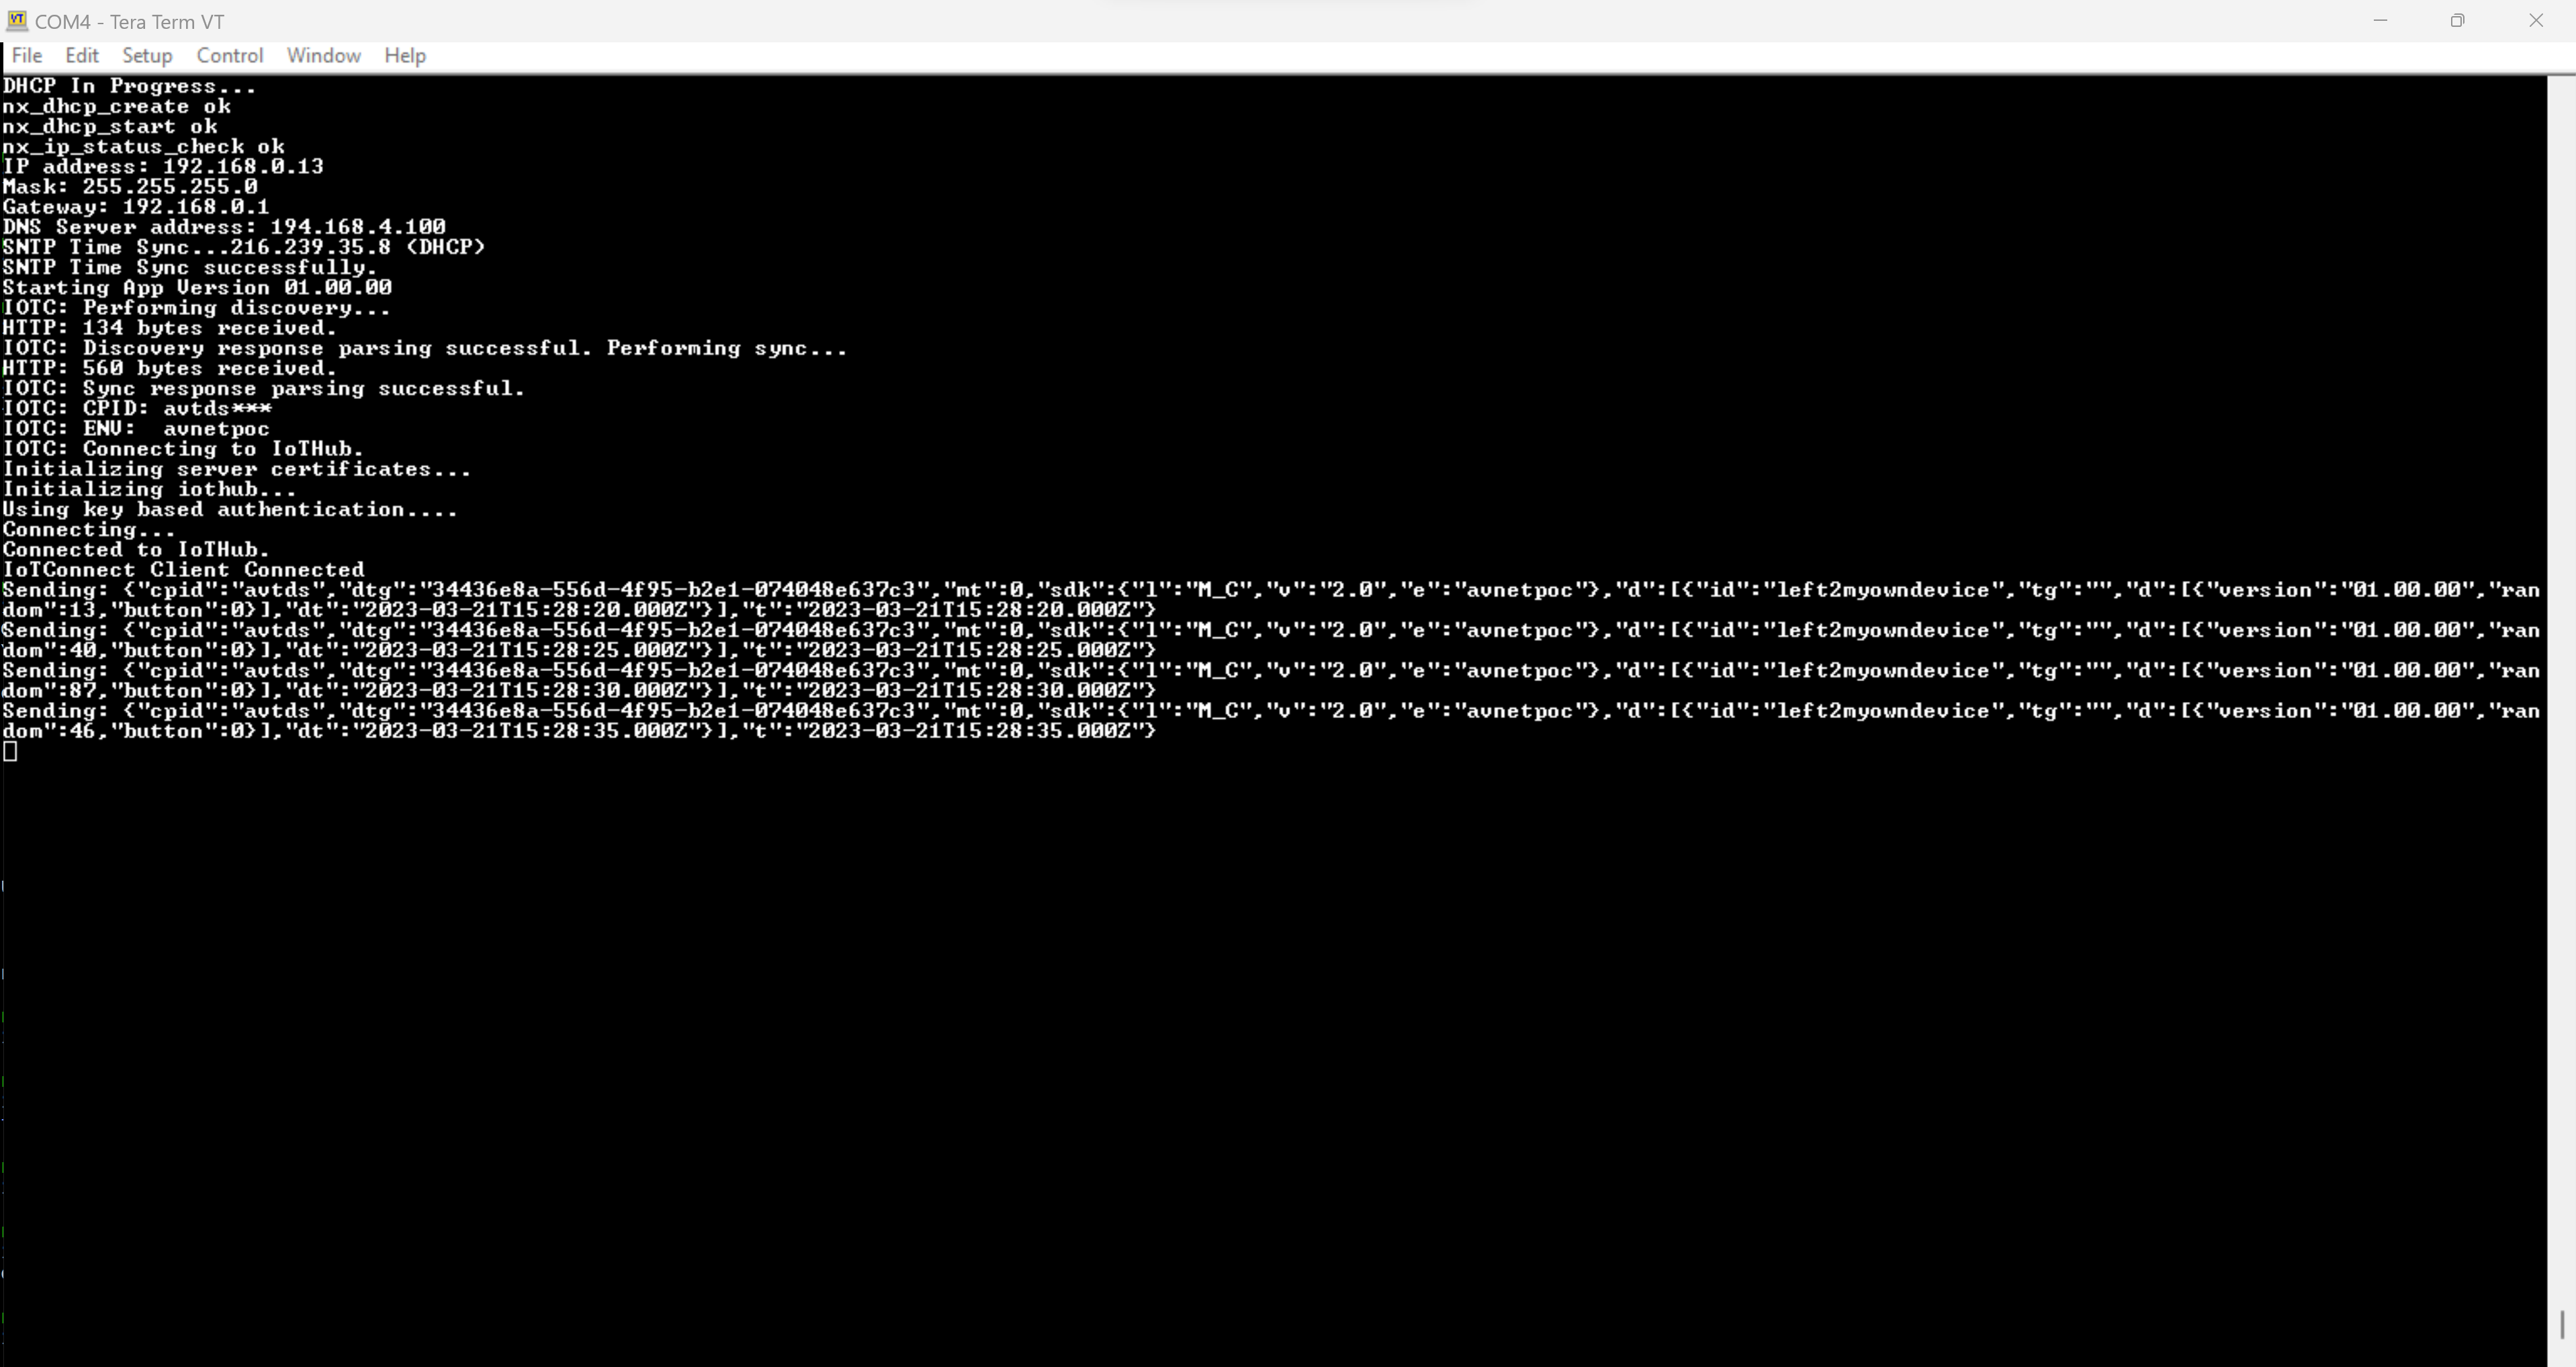 COM4 - Tera Term VT
File Edit Setup Control Window Help
DHCP In Progress...
nx_dhcp_create ok
nx_dhcp_start ok
nx_ip_status_check ok
IP address: 192.168.0.13
Mask: 255.255.255.0
Gateway: 192.168.0.1
DNS Server address: 194.168.4.100
SNTP Time Sync...216.239.35.8 (DHCP)
SNTP Time Sync successfully.
Starting App Version 01.00.00
IOTC: Performing discovery...
HTTP: 134 bytes received.
IOTC: Discovery response parsing successful. Performing sync...
HTTP: 560 bytes received.
IOTC: Sync response parsing successful.
IOTC: CPID: avtds***
IOTC: ENV:  avnetpoc
IOTC: Connecting to IoTHub.
Initializing server certificates...
Initializing iothub...
Using key based authentication....
Connecting...
Connected to IoTHub.
IoTConnect Client Connected
Sending: {"cpid":"avtds","dtg":"34436e8a-556d-4f95-b2e1-074048e637c3","mt":0,"sdk":{"l":"M_C","v":"2.0","e":"avnetpoc"},"d":[{"id":"left2myowndevice","tg":"","d":[{"version":"01.00.00","ran
dom":13,"button":0}],"dt":"2023-03-21T15:28:20.000Z"}],"t":"2023-03-21T15:28:20.000Z"}
Sending: {"cpid":"avtds","dtg":"34436e8a-556d-4f95-b2e1-074048e637c3","mt":0,"sdk":{"l":"M_C","v":"2.0","e":"avnetpoc"},"d":[{"id":"left2myowndevice","tg":"","d":[{"version":"01.00.00","ran
dom":40,"button":0}],"dt":"2023-03-21T15:28:25.000Z"}],"t":"2023-03-21T15:28:25.000Z"}
Sending: {"cpid":"avtds","dtg":"34436e8a-556d-4f95-b2e1-074048e637c3","mt":0,"sdk":{"l":"M_C","v":"2.0","e":"avnetpoc"},"d":[{"id":"left2myowndevice","tg":"","d":[{"version":"01.00.00","ran
dom":87,"button":0}],"dt":"2023-03-21T15:28:30.000Z"}],"t":"2023-03-21T15:28:30.000Z"}
Sending: {"cpid":"avtds","dtg":"34436e8a-556d-4f95-b2e1-074048e637c3","mt":0,"sdk":{"l":"M_C","v":"2.0","e":"avnetpoc"},"d":[{"id":"left2myowndevice","tg":"","d":[{"version":"01.00.00","ran
dom":46,"button":0}],"dt":"2023-03-21T15:28:35.000Z"}],"t":"2023-03-21T15:28:35.000Z"}